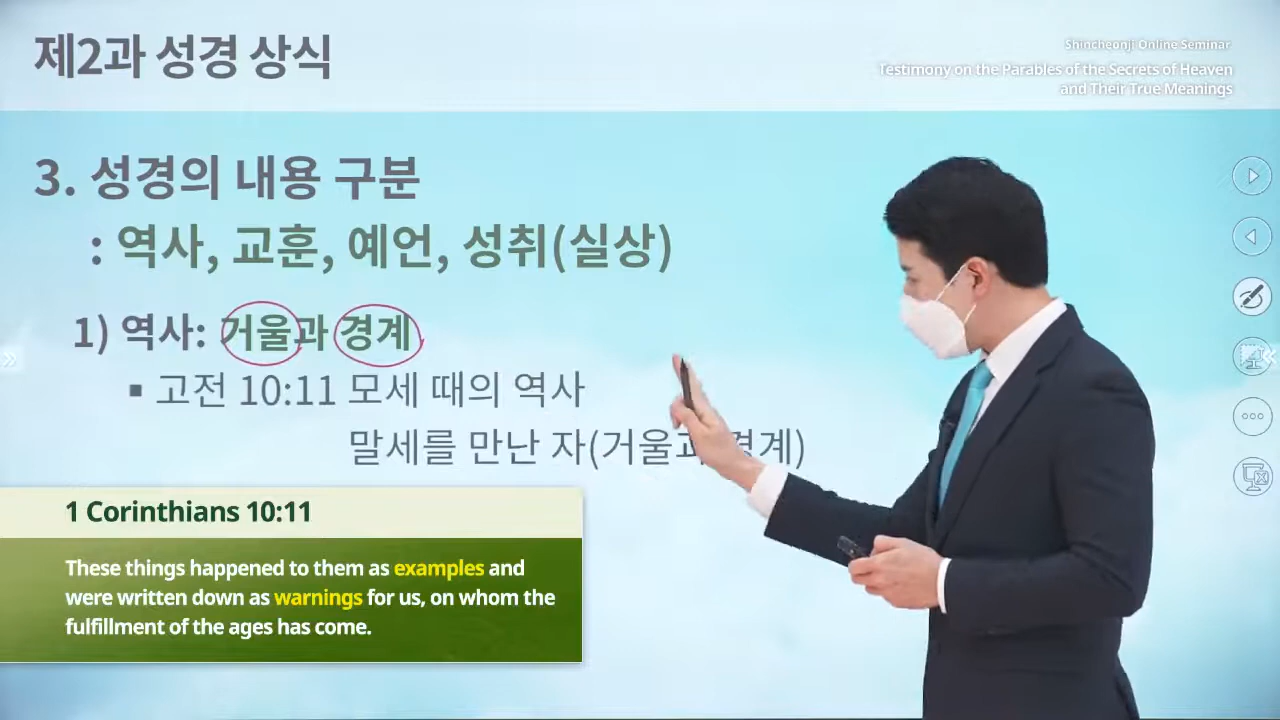 제2과 성경 상식
Shincheonji Online Seminar
Testimony on the Parables of the Secrets of Heaven
and Their True Meanings
3. 성경의 내용 구분
: 역사, 교훈, 예언, 성취(실상)
1) 역사: 거울과 경계
▪ 고전 10:11 모세 때의 역사
말세를 만난 자(거울과 경계)
1 Corinthians 10:11
These things happened to them as examples and
were written down as warnings for us, on whom the
fulfillment of the ages has come.